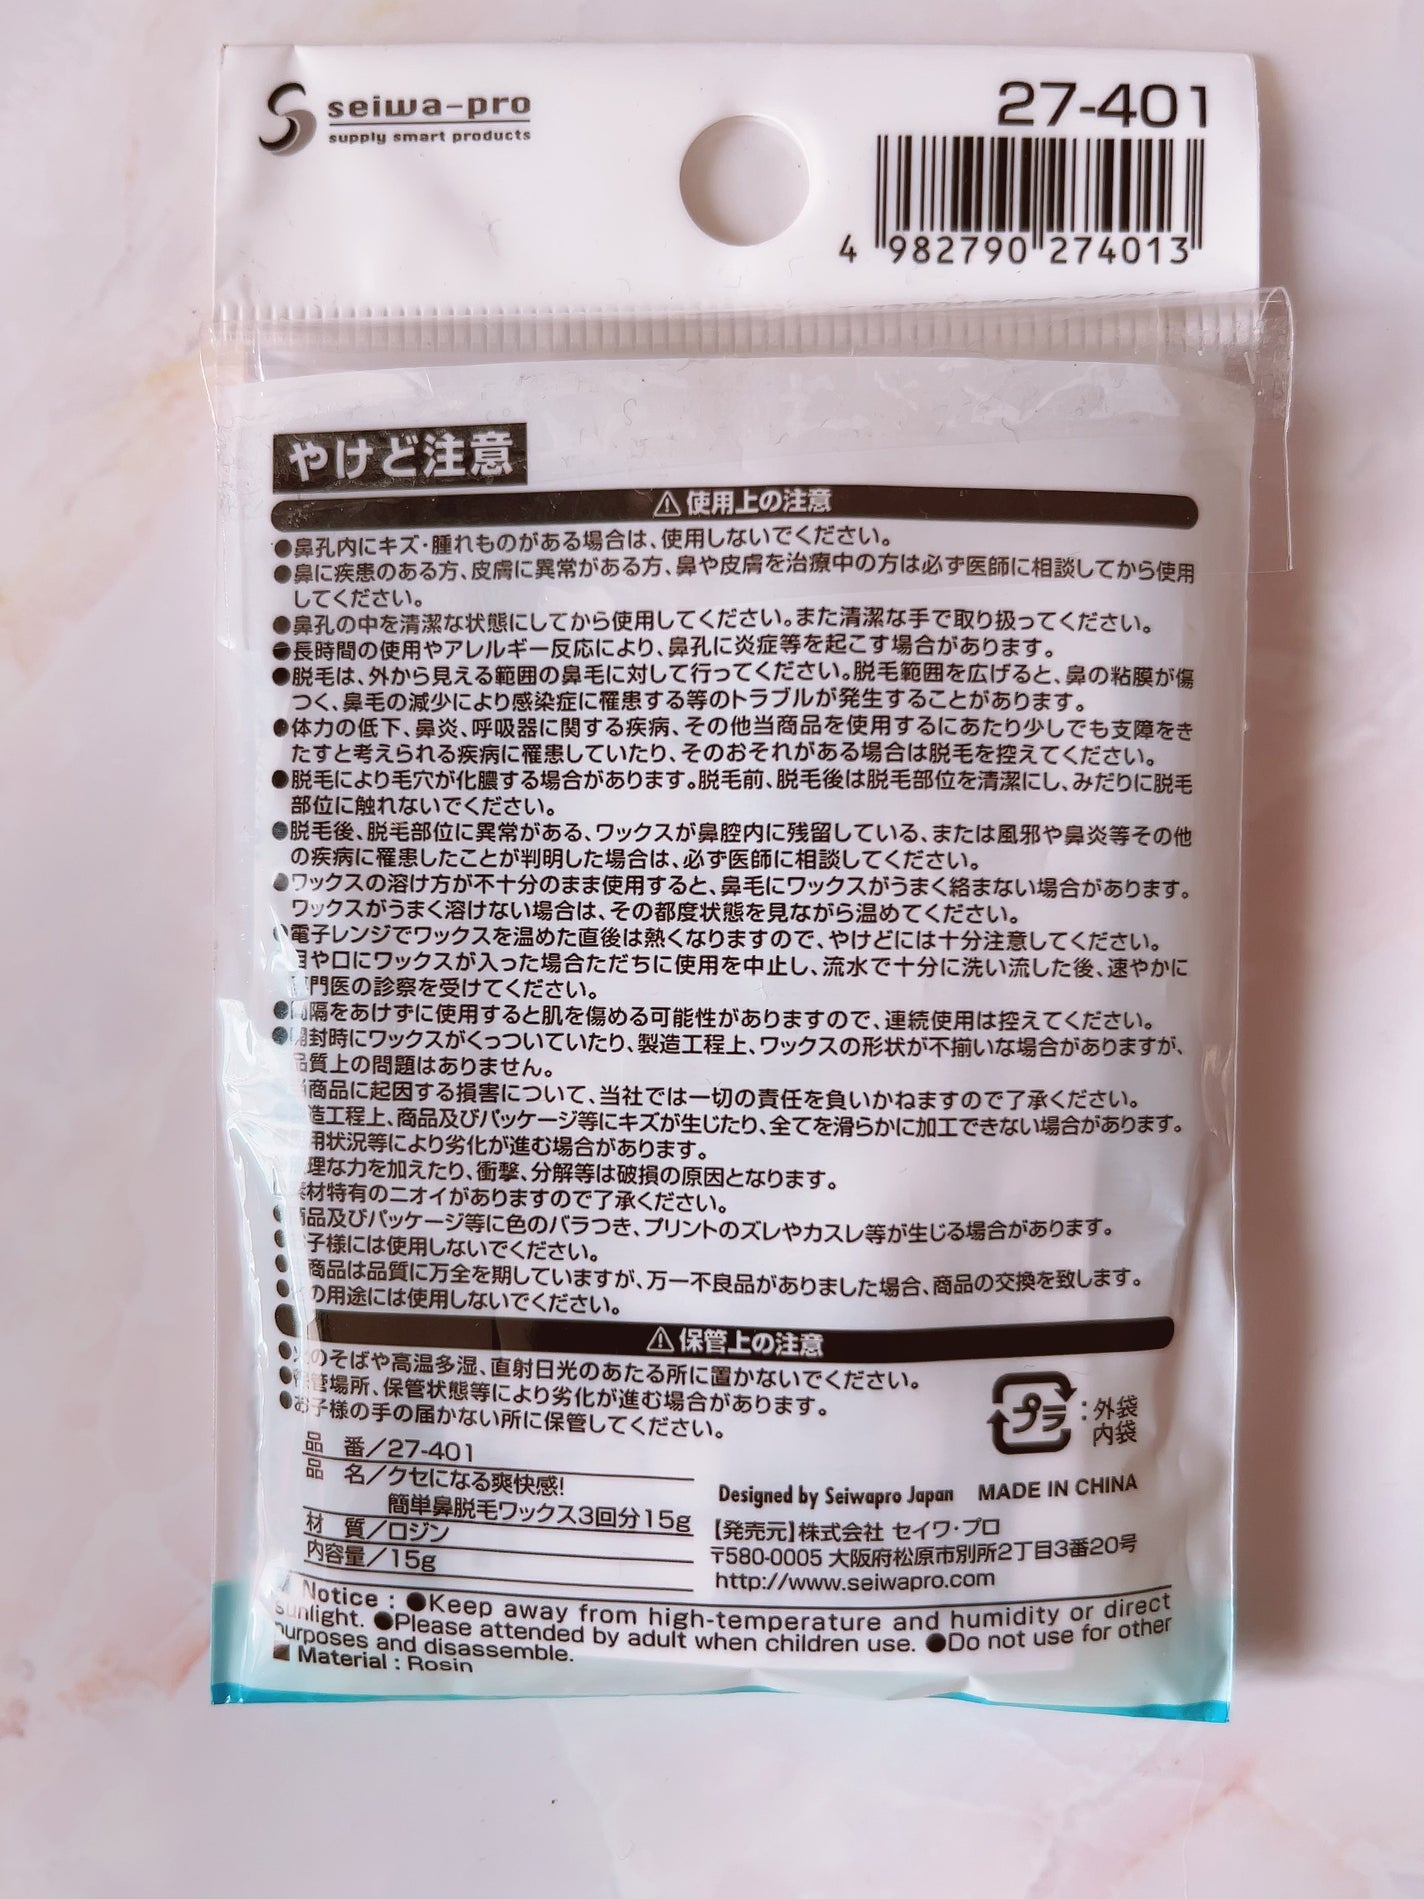 seiwa-pro
supply smart products
27-401
4 982790 274013
やけど注意
⚠使用上の注意
●鼻孔内にキズ・腫れものがある場合は、使用しないでください。
●鼻に疾患のある方、皮膚に異常がある方、鼻や皮膚を治療中の方は必ず医師に相談してから使用
してください。
●鼻孔の中を清潔な状態にしてから使用してください。また清潔な手で取り扱ってください。
●長時間の使用やアレルギー反応により、鼻孔に炎症等を起こす場合があります。
●脱毛は、外から見える範囲の鼻毛に対して行ってください。脱毛範囲を広げると、鼻の粘膜が傷
つく、鼻毛の減少により感染症に罹患する等のトラブルが発生することがあります。
●体力の低下、鼻炎、呼吸器に関する疾病、その他当商品を使用するにあたり少しでも支障をき
たすと考えられる疾病に罹患していたり、そのおそれがある場合は脱毛を控えてください。
●脱毛により毛穴が化膿する場合があります。脱毛前、脱毛後は脱毛部位を清潔にし、みだりに脱毛
部位に触れないでください。
●脱毛後、脱毛部位に異常がある、ワックスが鼻腔内に残留している、または風邪や鼻炎等その他
の疾病に罹患したことが判明した場合は、必ず医師に相談してください。
●ワックスの溶け方が不十分のまま使用すると、鼻毛にワックスがうまく絡まない場合があります。
ワックスがうまく溶けない場合は、その都度状態を見ながら温めてください。
●電子レンジでワックスを温めた直後は熱くなりますので、やけどには十分注意してください。
目や口にワックスが入った場合ただちに使用を中止し、流水で十分に洗い流した後、速やかに
門医の診察を受けてください。
●間隔をあけずに使用すると肌を傷める可能性がありますので、連続使用は控えてください。
●開封時にワックスがくっついていたり、製造工程上、ワックスの形状が不揃いな場合がありますが、
品質上の問題はありません。
商品に起因する損害について、当社では一切の責任を負いかねますので了承ください。
造工程上、商品及びパッケージ等にキズが生じたり、全てを滑らかに加工できない場合があります。
用状況等により劣化が進む場合があります。
理な力を加えたり、衝撃、分解等は破損の原因となります。
素材特有のニオイがありますので了承ください。
●商品及びパッケージ等に色のバラつき、プリントのズレやカスレ等が生じる場合があります。
●子様には使用しないでください。
●商品は品質に万全を期していますが、万一不良品がありました場合、商品の交換を致します。
●の用途には使用しないでください。
⚠保管上の注意
●火のそばや高温多湿、直射日光のあたる所に置かないでください。
●保管場所、保管状態等により劣化が進む場合があります。
●お子様の手の届かない所に保管してください。
プラ:外袋
内袋
品 番/27-401
品 名/クセになる爽快感!
簡単鼻脱毛ワックス3回分15g
材 質/ロジン
内容量/15g
Designed by Seiwapro Japan MADE IN CHINA
【発売元】株式会社 セイワ・プロ
〒580-0005 大阪府松原市別所2丁目3番20号
http://www.seiwapro.com
Notice : ●Keep away from high-temperature and humidity or direct
sunlight. ●Please attended by adult when children use. ●Do not use for other
purposes and disassemble.
Material : Rosin